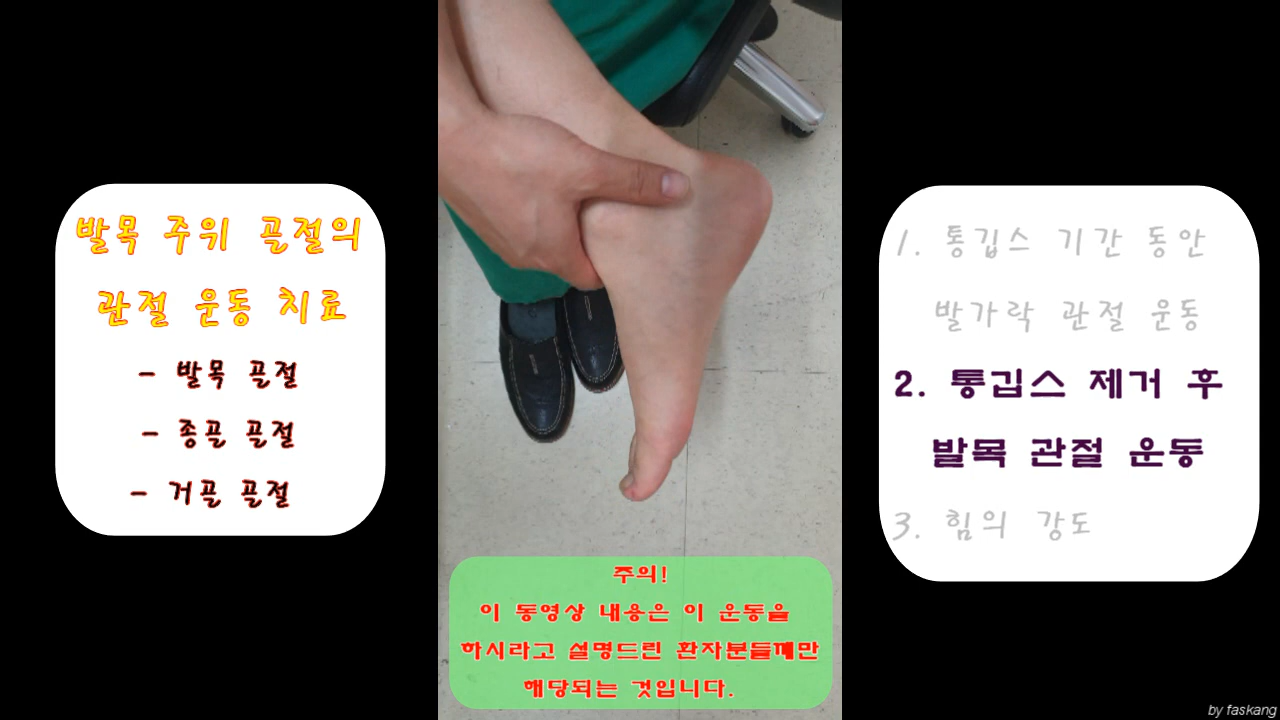 발목 주위 골절의
관절 운동 치료
- 발목 골절
- 종골 골절
- 거골 골절
1. 통깁스 기간 동안
발가락 관절 운동
2. 통깁스 제거 후
발목 관절 운동
3. 힘의 강도
주의!
이 동영상 내용은 이 운동을
하시라고 설명드린 환자분들께만
해당되는 것입니다.
by faskang